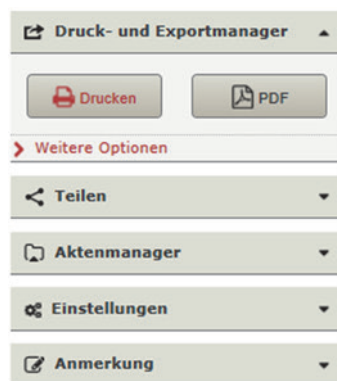 Druck- und Exportmanager
Drucken PDF
Weitere Optionen
Teilen
Aktenmanager
Einstellungen
Anmerkung